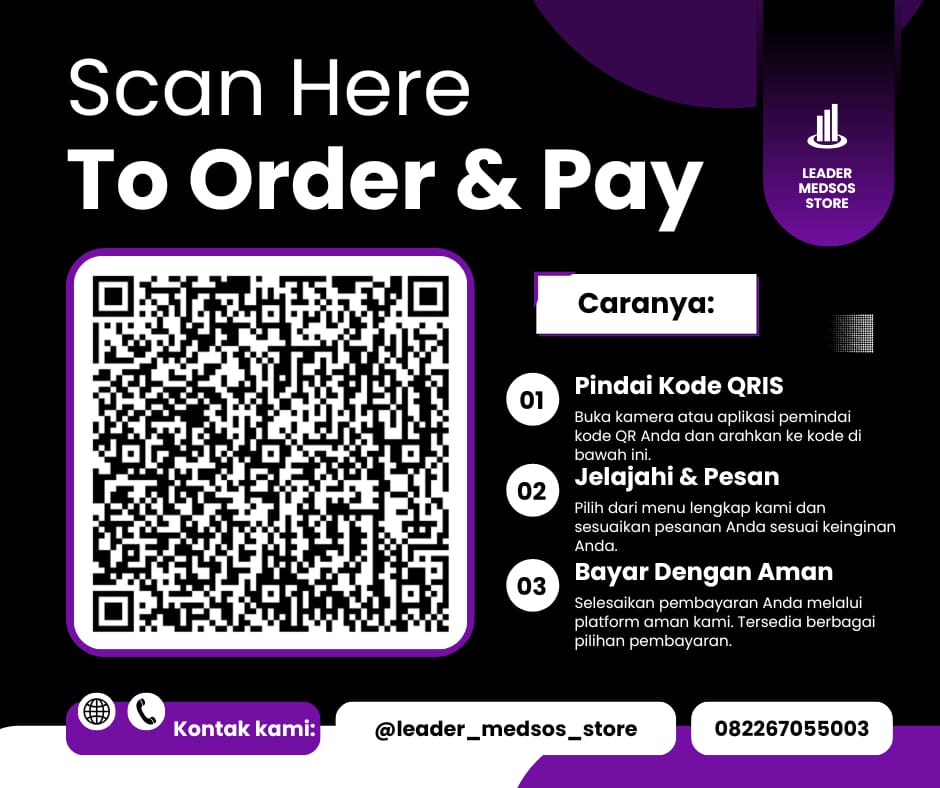 Scan Here
To Order & Pay
LEADER
MEDSOS
STORE
Caranya:
01
Pindai Kode QRIS
Buka kamera atau aplikasi pemindai
kode QR Anda dan arahkan ke kode di
bawah ini.
02
Jelajahi & Pesan
Pilih dari menu lengkap kami dan
sesuaikan pesanan Anda sesuai keinginan
Anda.
03
Bayar Dengan Aman
Selesaikan pembayaran Anda melalui
platform aman kami. Tersedia berbagai
pilihan pembayaran.
Kontak kami:
@leader_medsos_store
082267055003